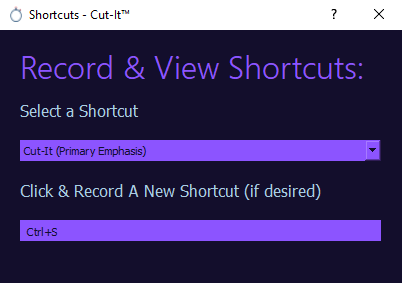 Shortcuts - Cut-It™
?
Record & View Shortcuts:
Select a Shortcut
Cut-It (Primary Emphasis)
Click & Record A New Shortcut (if desired)
Ctrl+S